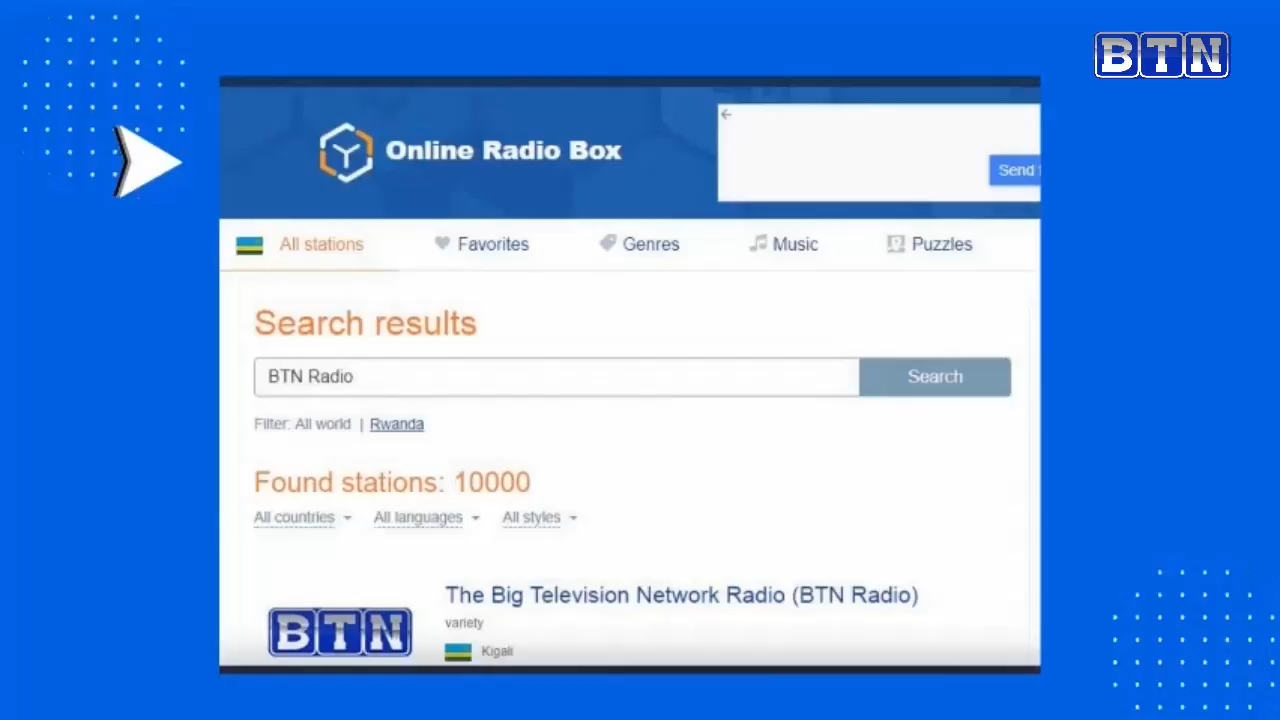 BTN
Online Radio Box
Send
All stations
Favorites
Genres
Music
Puzzles
Search results
BTN Radio
Search
Filter: All world | Rwanda
Found stations: 10000
All countries
All languages
All styles
The Big Television Network Radio (BTN Radio)
variety
BTN
Kigali